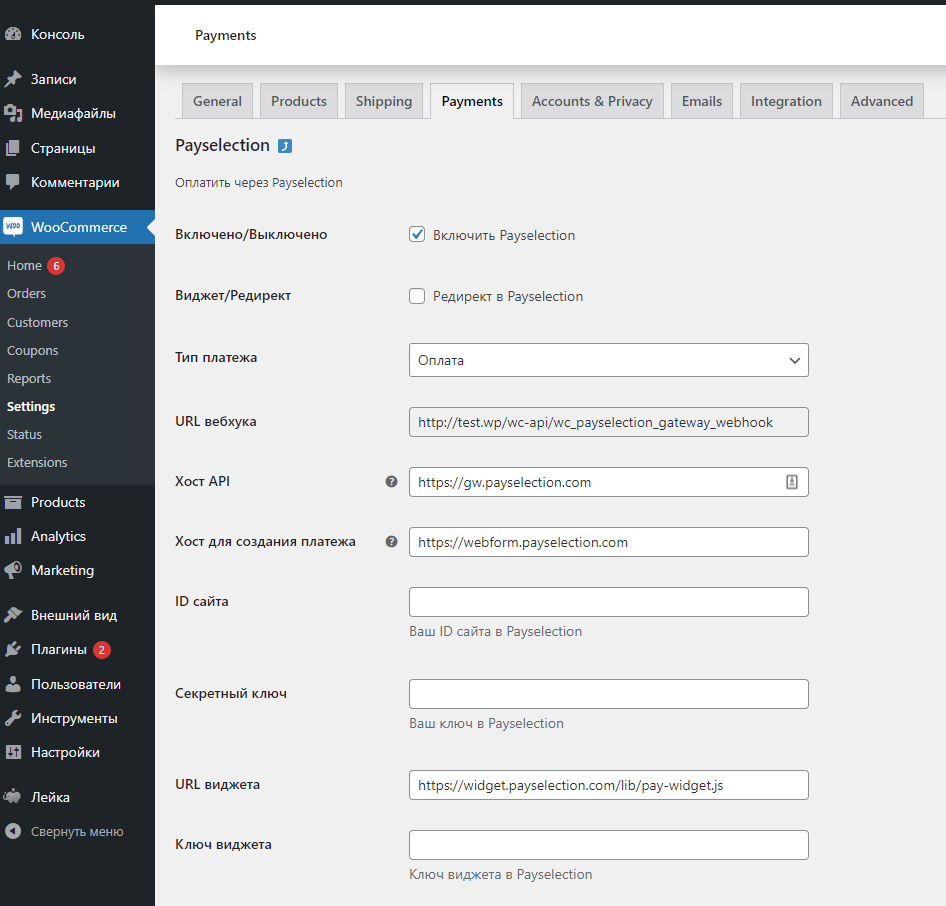 Консоль
Записи
Медиафайлы
Страницы
Комментарии
WOO WooCommerce
Home 6
Orders
Customers
Coupons
Reports
Settings
Status
Extensions
Products
Analytics
Marketing
Внешний вид
Плагины 2
Пользователи
Инструменты
Настройки
Лейка
Свернуть меню
Payments
General Products Shipping Payments Accounts & Privacy Emails Integration Advanced
Payselection
Оплатить через Payselection
Включено/Выключено Включить Payselection
Виджет/Редирект Редирект в Payselection
Тип платежа Оплата
URL вебхука http://test.wp/wc-api/wc_payselection_gateway_webhook
Хост API ? https://gw.payselection.com
Хост для создания платежа ? https://webform.payselection.com
ID сайта
Ваш ID сайта в Payselection
Секретный ключ
Ваш ключ в Payselection
URL виджета https://widget.payselection.com/lib/pay-widget.js
Ключ виджета
Ключ виджета в Payselection